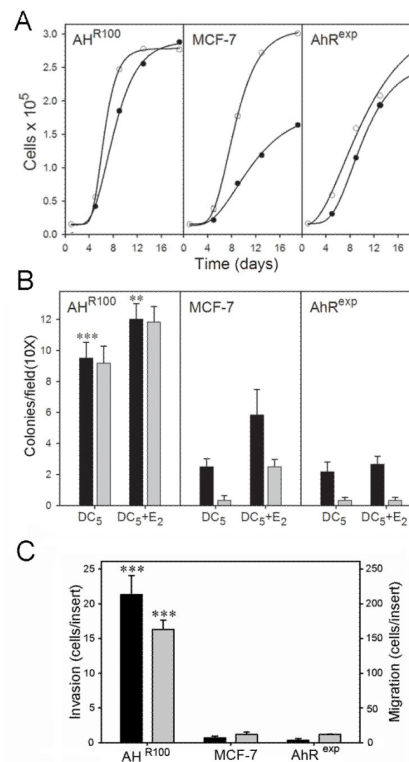 A
AH^R100 MCF-7 AhR^exp
Cells x 10^5
3.0
2.5
2.0
1.5
1.0
0.5
0.0
0 4 8 12 16 0 4 8 12 16 0 4 8 12 16
Time (days)
B
AH^R100 MCF-7 AhR^exp
Colonies/field(10X)
12
10
8
6
4
2
0
*** **
DC5 DC5+E2 DC5 DC5+E2 DC5 DC5+E2
C
Invasion (cells/insert)
Migration (cells/insert)
25 250
20 200
15 150
10 100
5 50
0 0
***
***
AH^R100 MCF-7 AhR^exp